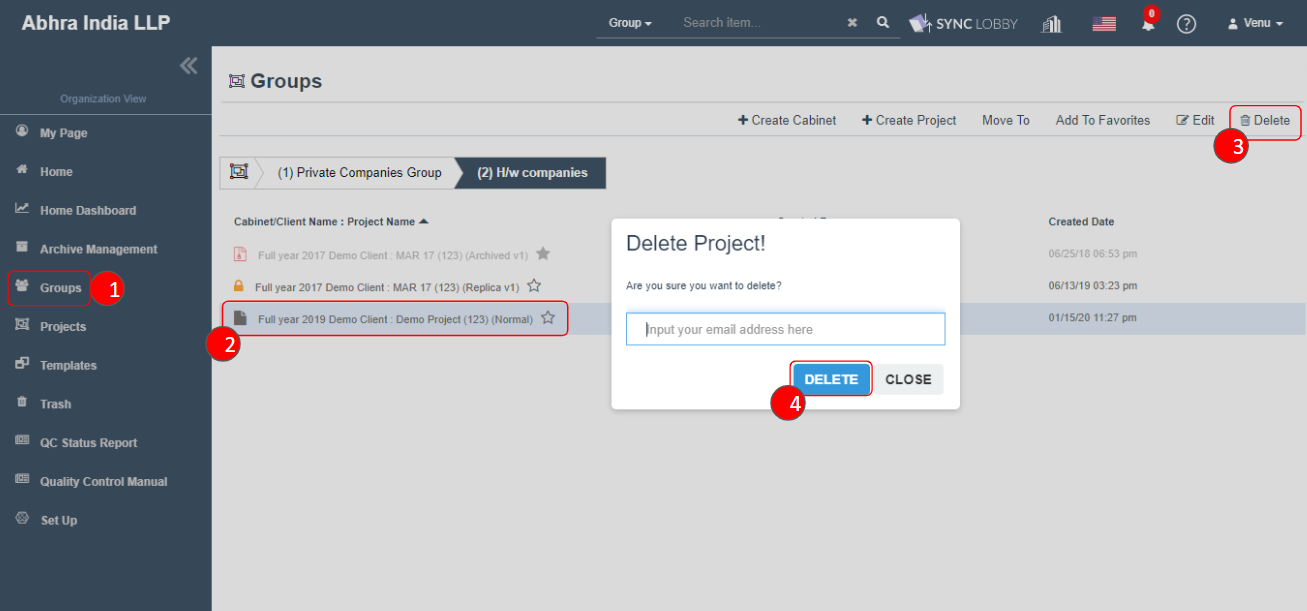 Abhra India LLP
Group
Search item...
SYNC LOBBY
0
Venu
Organization View
My Page
Home
Home Dashboard
Archive Management
Groups
1
Projects
Templates
Trash
QC Status Report
Quality Control Manual
Set Up
Groups
Create Cabinet
Create Project
Move To
Add To Favorites
Edit
Delete
3
(1) Private Companies Group
(2) H/w companies
Cabinet/Client Name : Project Name
Created Date
Full year 2017 Demo Client : MAR 17 (123) (Archived v1)
06/25/18 06:53 pm
Full year 2017 Demo Client : MAR 17 (123) (Replica v1)
06/13/19 03:23 pm
Full year 2019 Demo Client : Demo Project (123) (Normal)
01/15/20 11:27 pm
2
Delete Project!
Are you sure you want to delete?
Input your email address here
DELETE
CLOSE
4